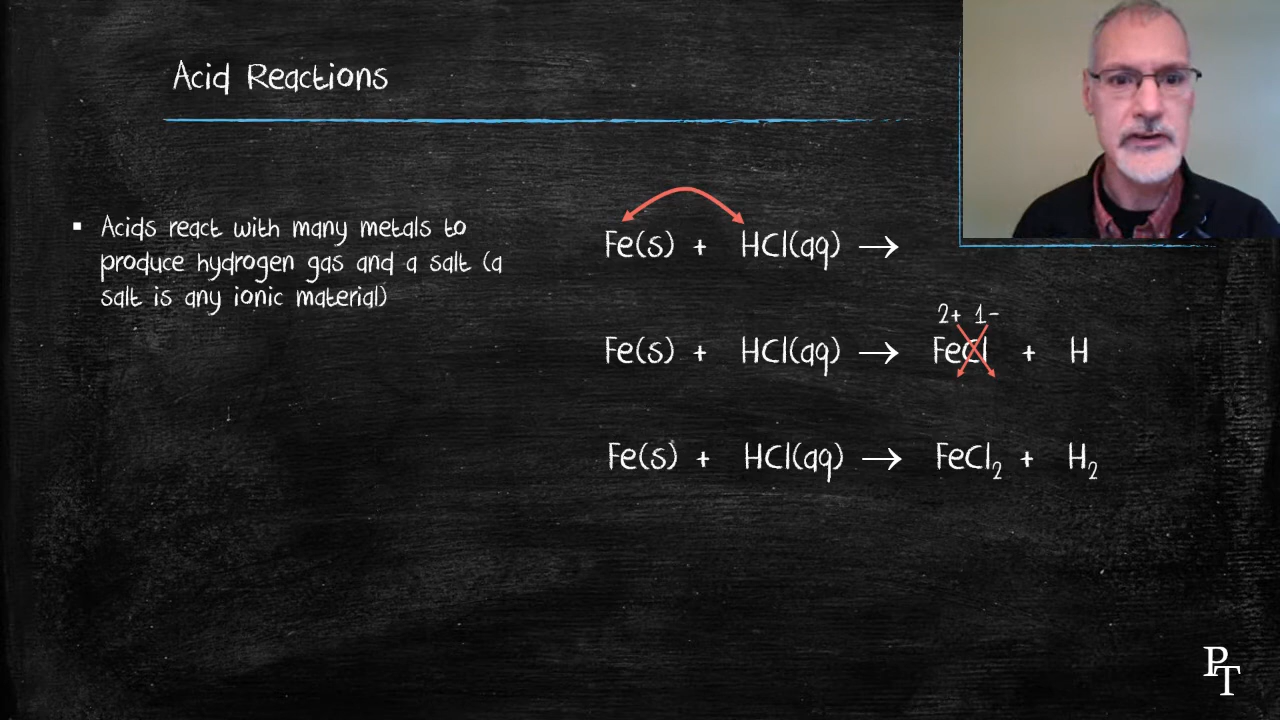 Acid Reactions
▪ Acids react with many metals to
produce hydrogen gas and a salt (a
salt is any ionic material)
Fe(s) + HCl(aq) →
2+ 1−
Fe(s) + HCl(aq) → FeCl + H
Fe(s) + HCl(aq) → FeCl₂ + H₂
PT